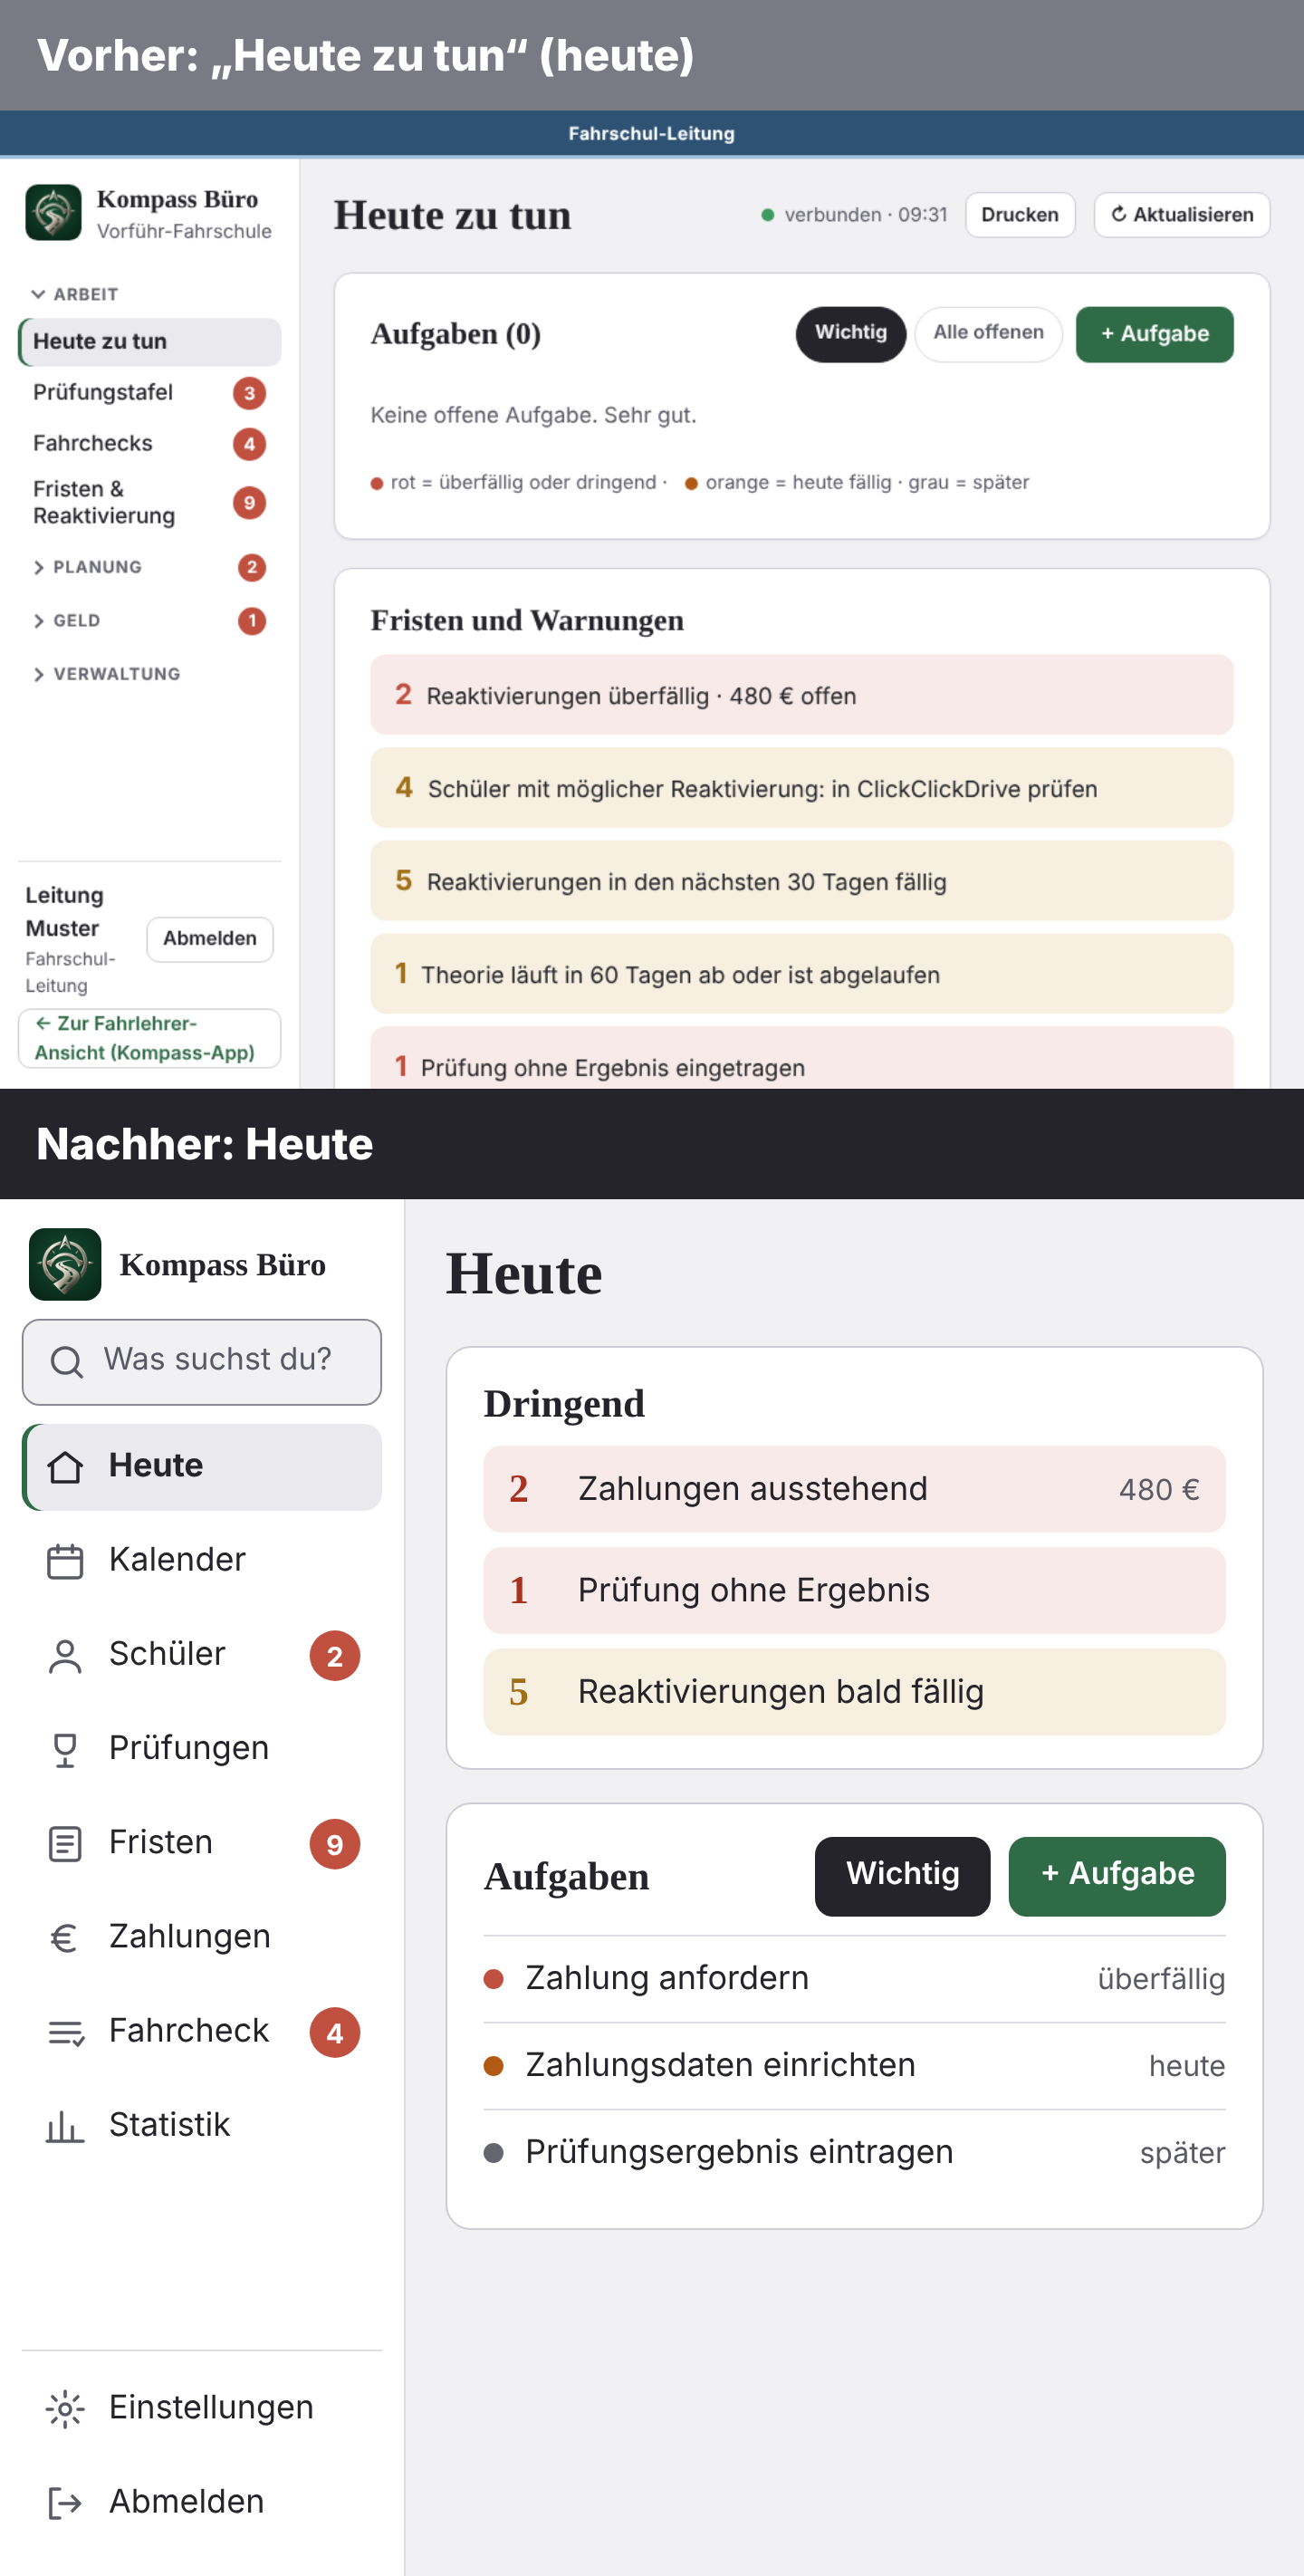 Vorher: „Heute zu tun“ (heute)
Fahrschul-Leitung
Kompass Büro
Vorführ-Fahrschule
ARBEIT
Heute zu tun
Prüfungstafel 3
Fahrchecks 4
Fristen &
Reaktivierung 9
PLANUNG 2
GELD 1
VERWALTUNG
Leitung
Muster
Fahrschul-
Leitung
Abmelden
← Zur Fahrlehrer-
Ansicht (Kompass-App)
Heute zu tun
verbunden · 09:31
Drucken
↻ Aktualisieren
Aufgaben (0)
Wichtig
Alle offenen
+ Aufgabe
Keine offene Aufgabe. Sehr gut.
rot = überfällig oder dringend · orange = heute fällig · grau = später
Fristen und Warnungen
2 Reaktivierungen überfällig · 480 € offen
4 Schüler mit möglicher Reaktivierung: in ClickClickDrive prüfen
5 Reaktivierungen in den nächsten 30 Tagen fällig
1 Theorie läuft in 60 Tagen ab oder ist abgelaufen
1 Prüfung ohne Ergebnis eingetragen
Nachher: Heute
Kompass Büro
Was suchst du?
Heute
Kalender
Schüler 2
Prüfungen
Fristen 9
€ Zahlungen
Fahrcheck 4
Statistik
Einstellungen
Abmelden
Heute
Dringend
2 Zahlungen ausstehend 480 €
1 Prüfung ohne Ergebnis
5 Reaktivierungen bald fällig
Aufgaben
Wichtig
+ Aufgabe
Zahlung anfordern überfällig
Zahlungsdaten einrichten heute
Prüfungsergebnis eintragen später